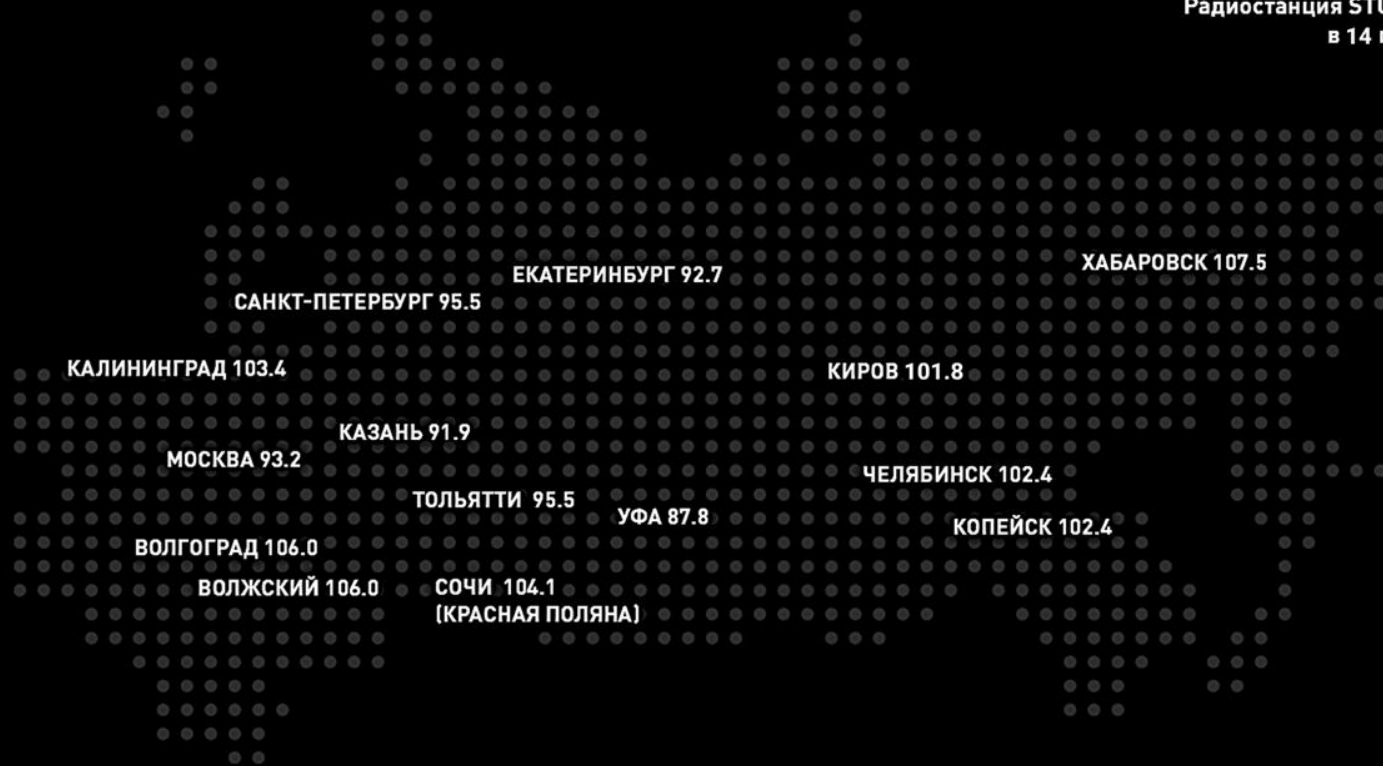 Радиостанция
в 14
ЕКАТЕРИНБУРГ 92.7
ХАБАРОВСК 107.5
САНКТ-ПЕТЕРБУРГ 95.5
КАЛИНИНГРАД 103.4
КИРОВ 101.8
КАЗАНЬ 91.9
МОСКВА 93.2
ЧЕЛЯБИНСК 102.4
ТОЛЬЯТТИ 95.5
УФА 87.8
КОПЕЙСК 102.4
ВОЛГОГРАД 106.0
ВОЛЖСКИЙ 106.0
СОЧИ 104.1
(КРАСНАЯ ПОЛЯНА)